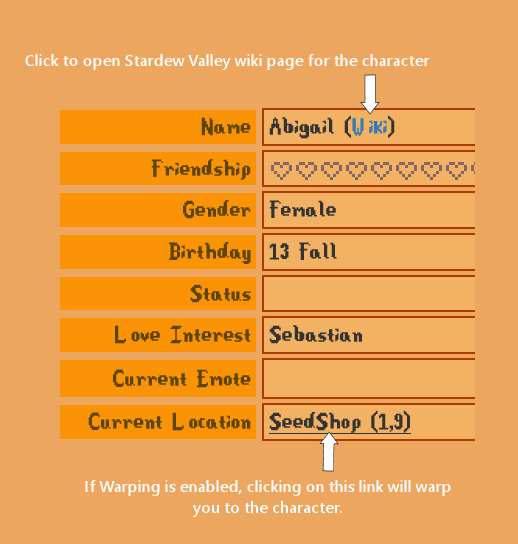 Click to open Stardew Valley wiki page for the character
Name Abigail (Wiki)
Friendship
Gender Female
Birthday 13 Fall
Status
Love Interest Sebastian
Current Emote
Current Location SeedShop (1,9)
If Warping is enabled, clicking on this link will warp
you to the character.